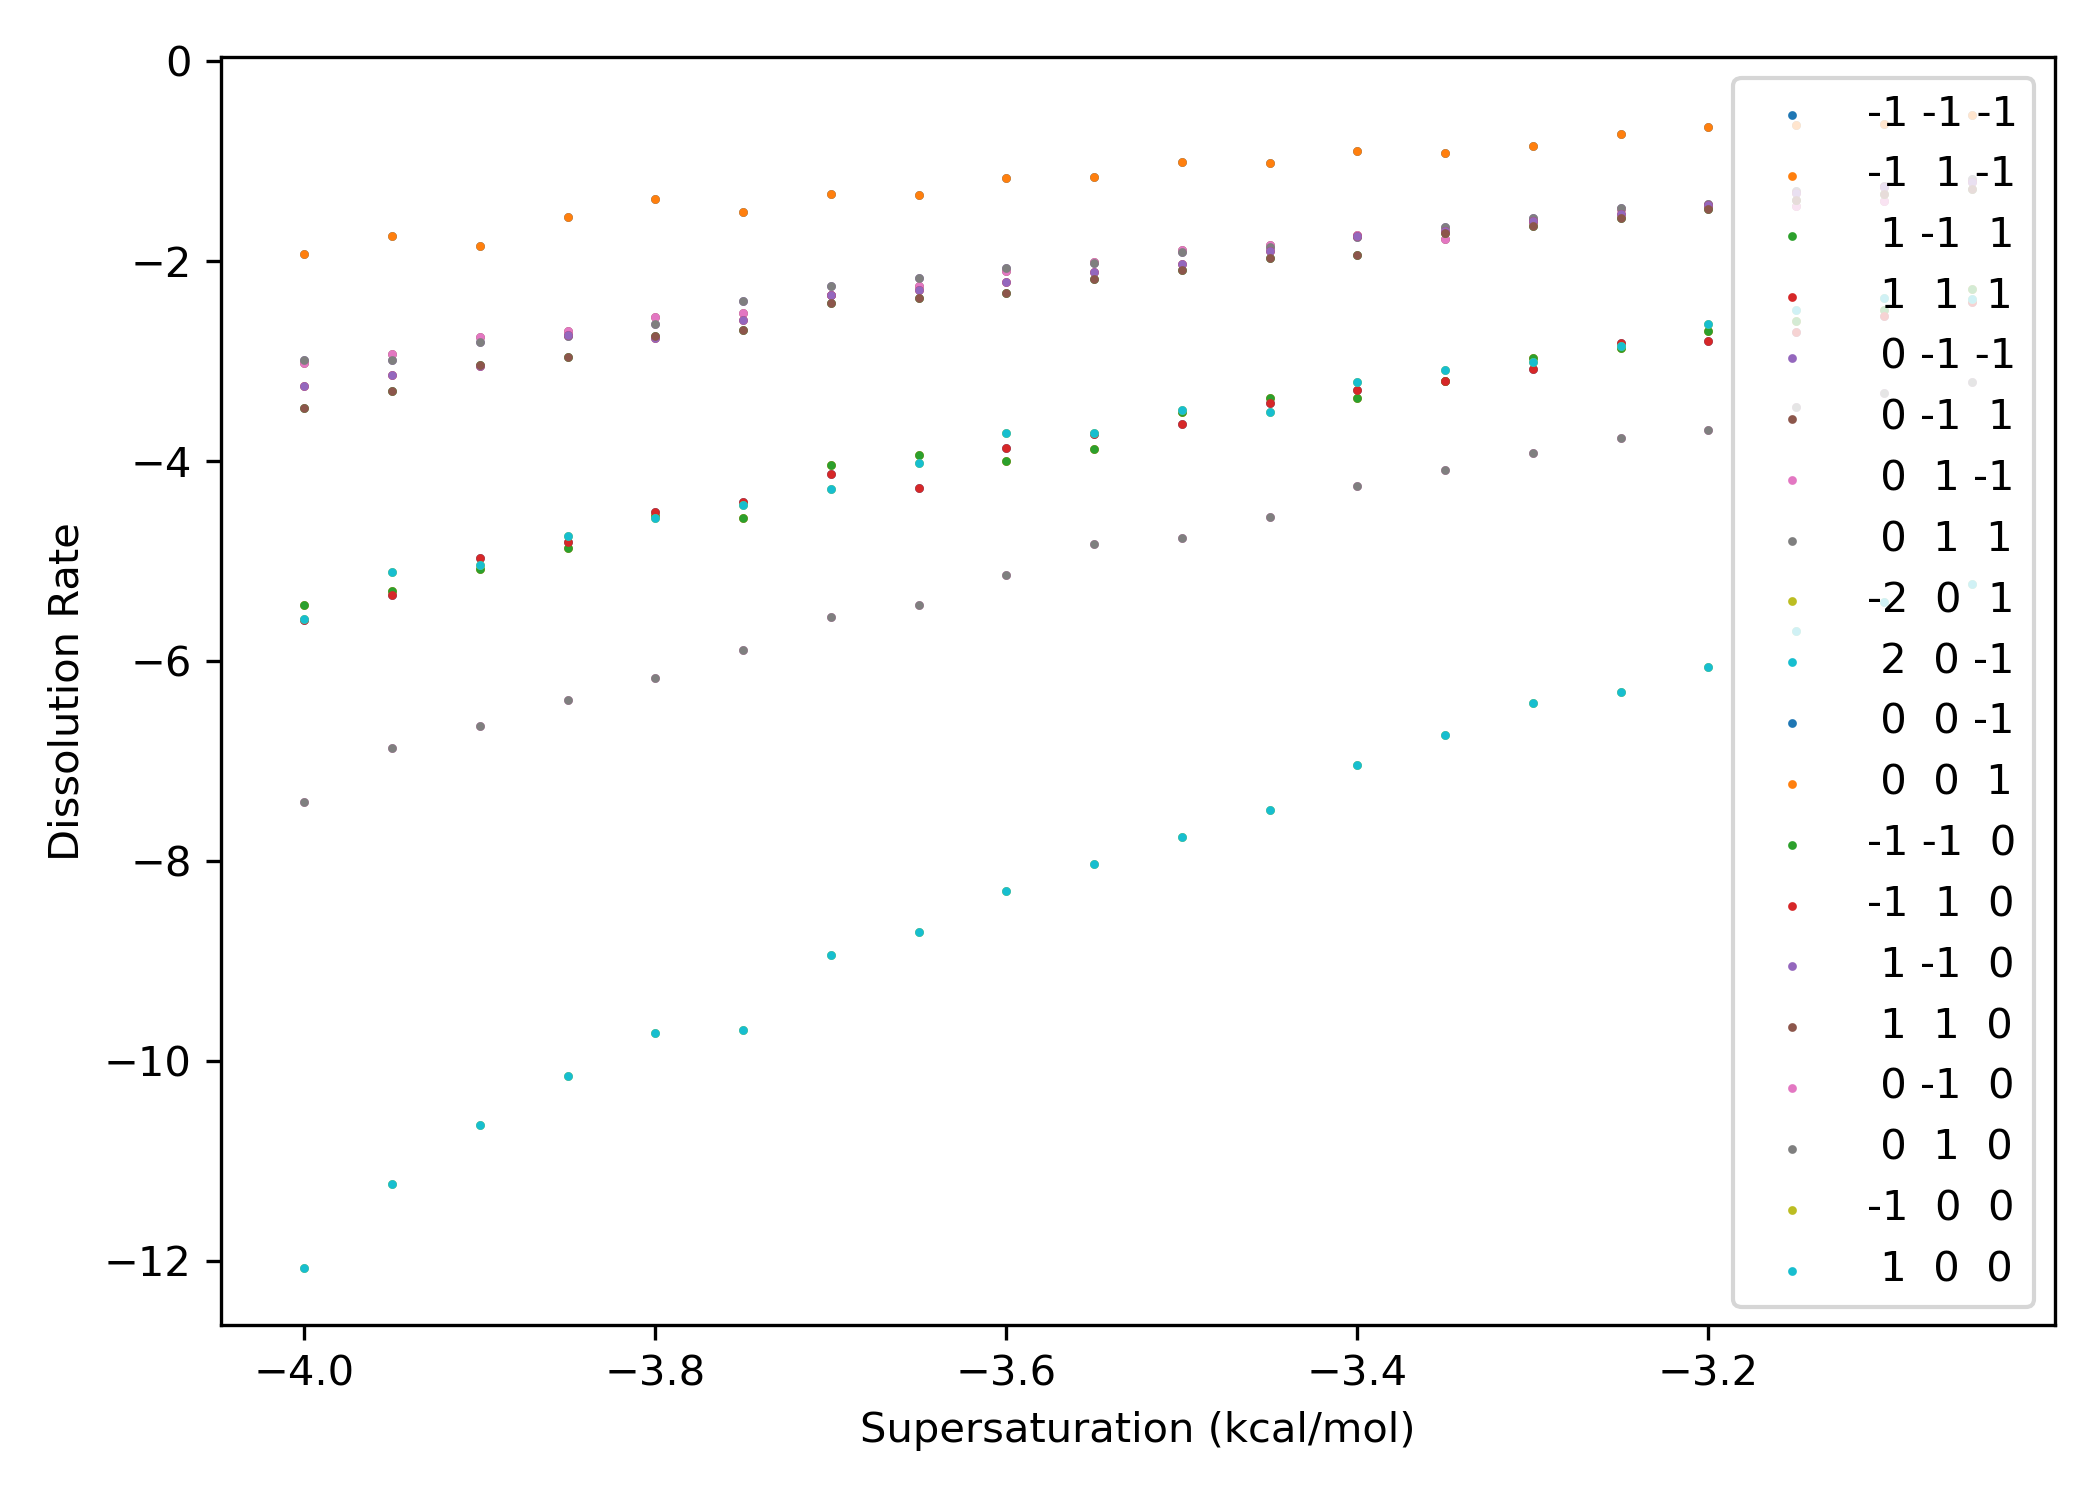 0
−2
−4
−6
−8
−10
−12
Dissolution Rate
−4.0 −3.8 −3.6 −3.4 −3.2
Supersaturation (kcal/mol)
-1 -1 -1
-1 1 -1
1 -1 1
1 1 1
0 -1 -1
0 -1 1
0 1 -1
0 1 1
-2 0 1
2 0 -1
0 0 -1
0 0 1
-1 -1 0
-1 1 0
1 -1 0
1 1 0
0 -1 0
0 1 0
-1 0 0
1 0 0